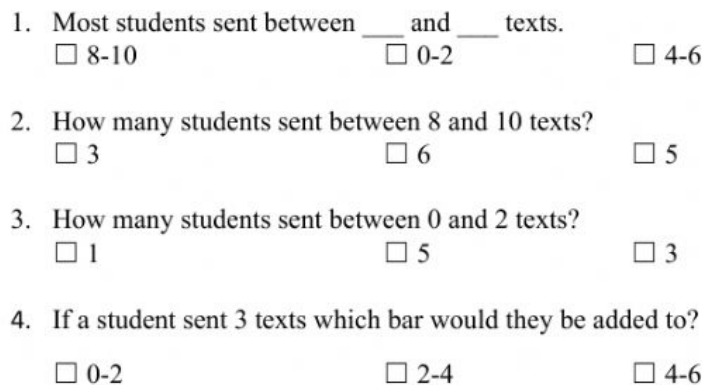 1. Most students sent between ____ and ____ texts.
☐ 8-10 ☐ 0-2 ☐ 4-6
2. How many students sent between 8 and 10 texts?
☐ 3 ☐ 6 ☐ 5
3. How many students sent between 0 and 2 texts?
☐ 1 ☐ 5 ☐ 3
4. If a student sent 3 texts which bar would they be added to?
☐ 0-2 ☐ 2-4 ☐ 4-6